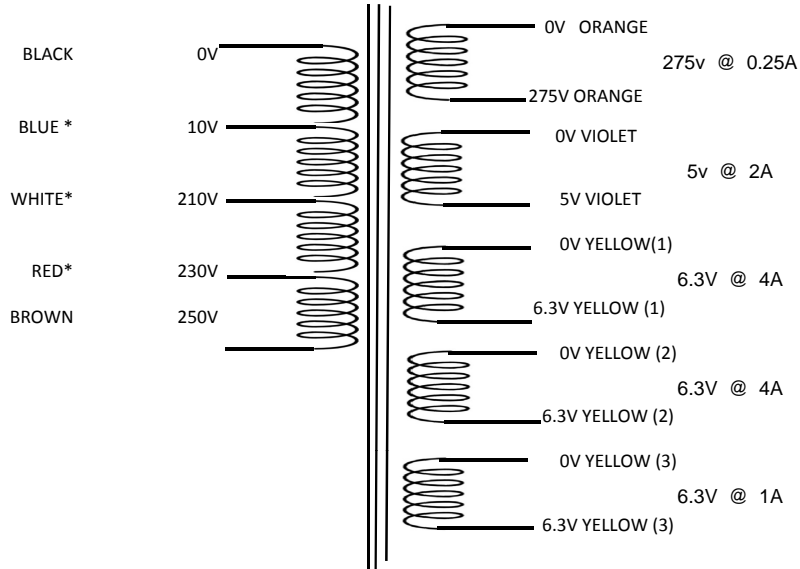 BLACK 0V
BLUE * 10V
WHITE* 210V
RED* 230V
BROWN 250V
0V ORANGE
275v @ 0.25A
275V ORANGE
0V VIOLET
5v @ 2A
5V VIOLET
0V YELLOW(1)
6.3V @ 4A
6.3V YELLOW (1)
0V YELLOW (2)
6.3V @ 4A
6.3V YELLOW (2)
0V YELLOW (3)
6.3V @ 1A
6.3V YELLOW (3)